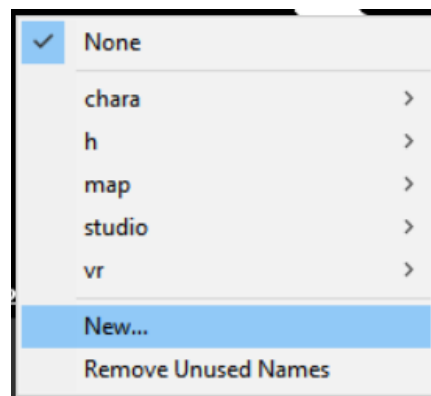 None
chara
h
map
studio
vr
New...
Remove Unused Names